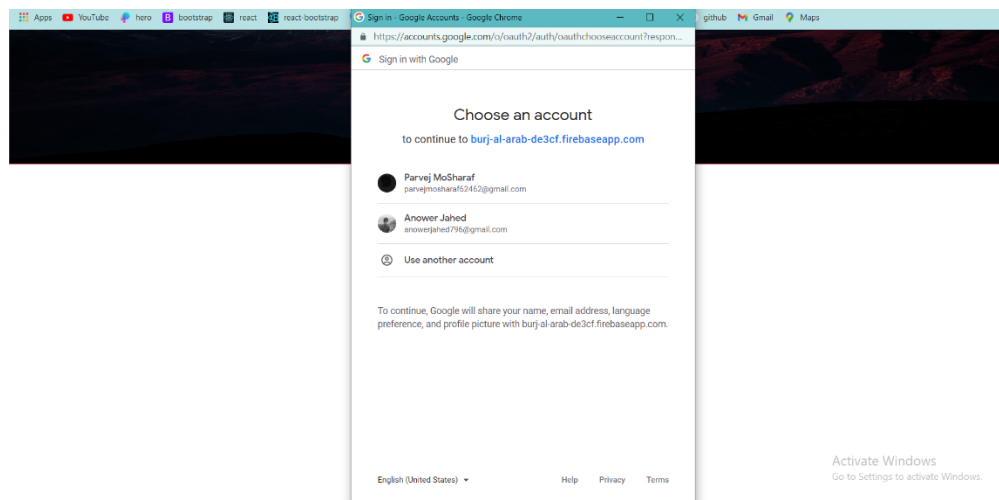 Apps YouTube hero bootstrap react react-bootstrap
Sign in - Google Accounts - Google Chrome
github Gmail Maps
https://accounts.google.com/o/oauth2/auth/oauthchooseaccount?respon...
Sign in with Google
Choose an account
to continue to burj-al-arab-de3cf.firebaseapp.com
Parvej MoSharaf
parvejmosharaf62462@gmail.com
Anower Jahed
anowerjahed796@gmail.com
Use another account
To continue, Google will share your name, email address, language
preference, and profile picture with burj-al-arab-de3cf.firebaseapp.com.
Activate Windows
Go to Settings to activate Windows.
English (United States) Help Privacy Terms